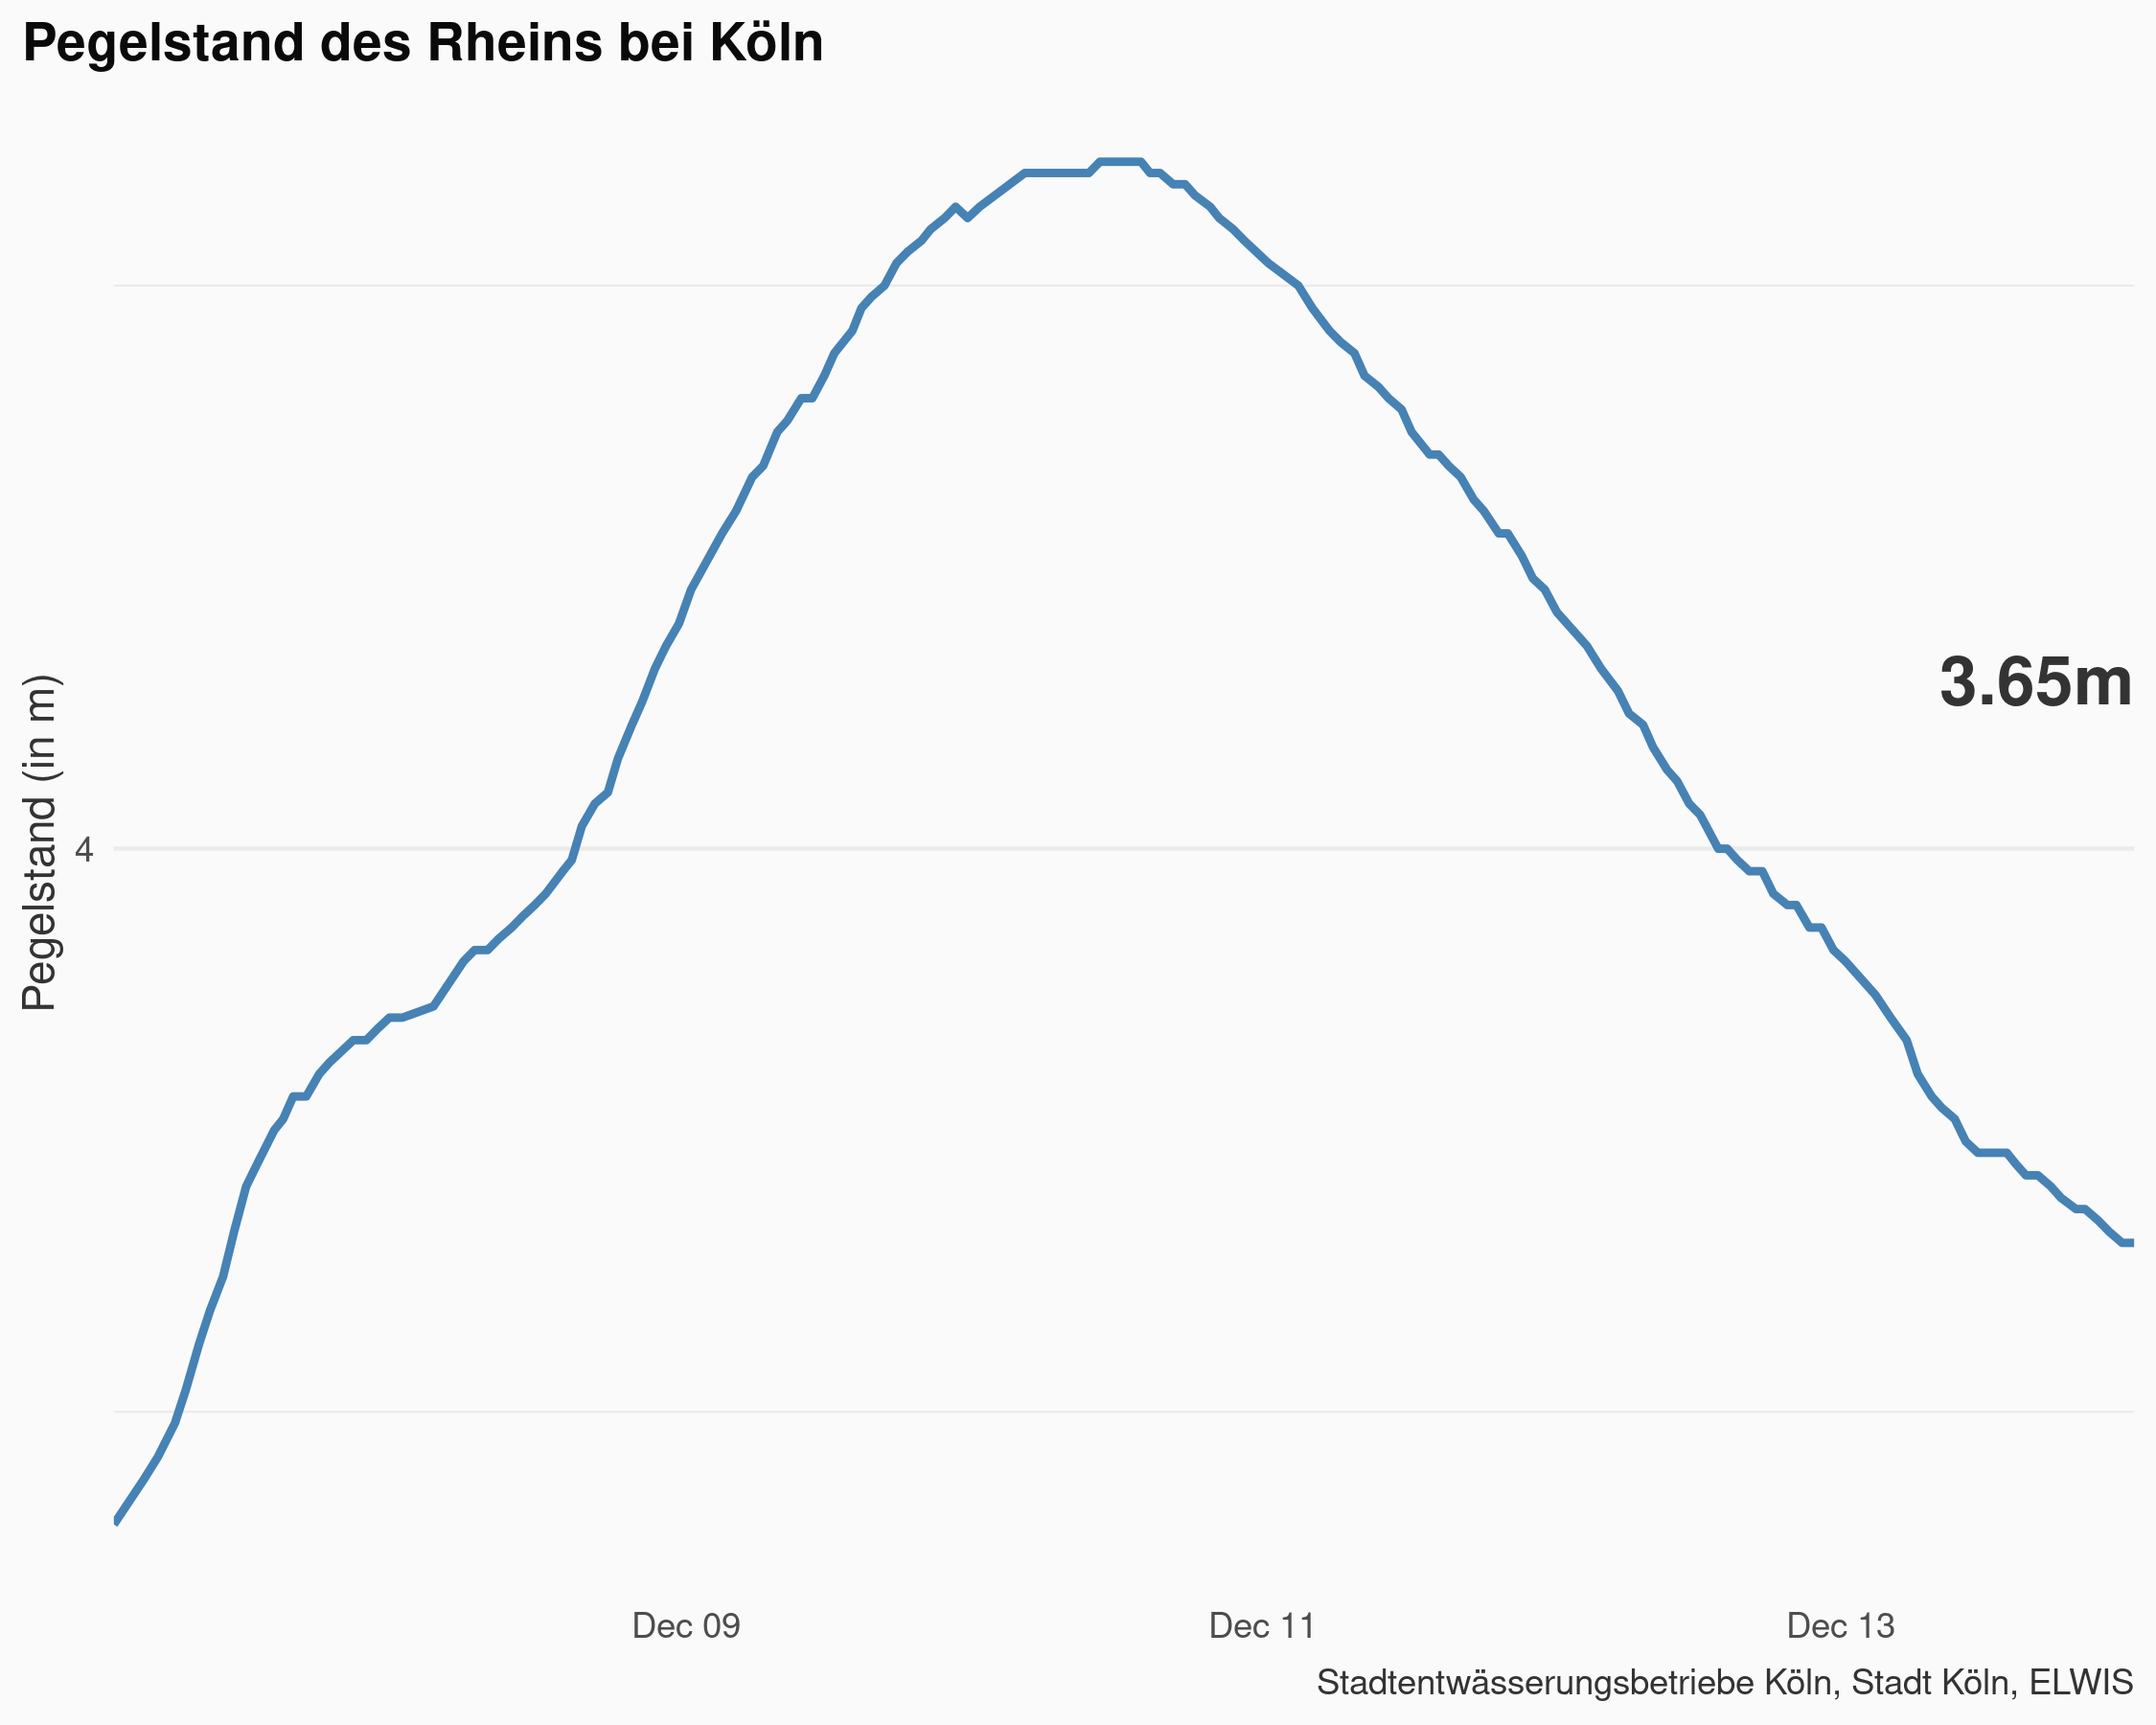 Pegelstand des Rheins bei Köln
Pegelstand (in m)
3.65m
4
Dec 09
Dec 11
Dec 13
Stadtentwässerungsbetriebe Köln, Stadt Köln, ELWIS